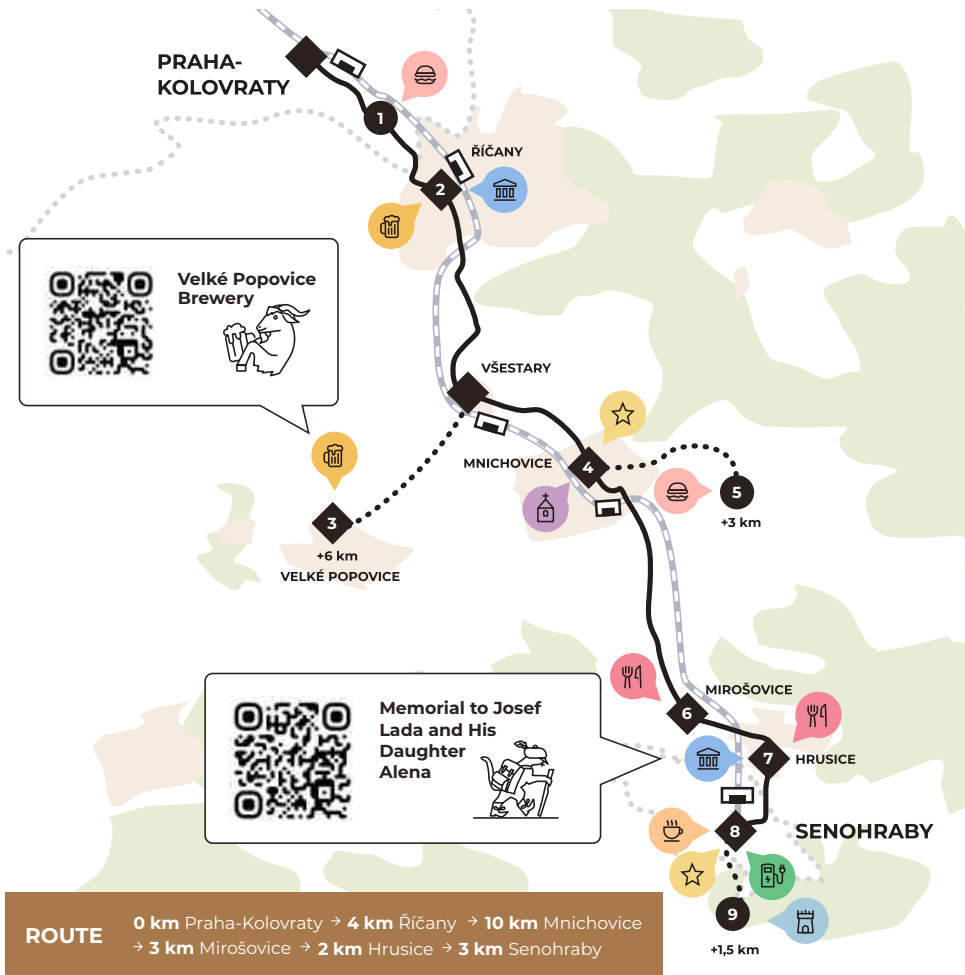 PRAHA-
KOLOVRATY
1
ŘÍČANY
2
Velké Popovice
Brewery
VŠESTARY
MNICHOVICE
4
5
+3 km
3
+6 km
VELKÉ POPOVICE
MIROŠOVICE
6
Memorial to Josef
Lada and His
Daughter
Alena
7
HRUSICE
8
SENOHRABY
9
+1,5 km
ROUTE
0 km Praha-Kolovraty → 4 km Říčany → 10 km Mnichovice
→ 3 km Mirošovice → 2 km Hrusice → 3 km Senohraby